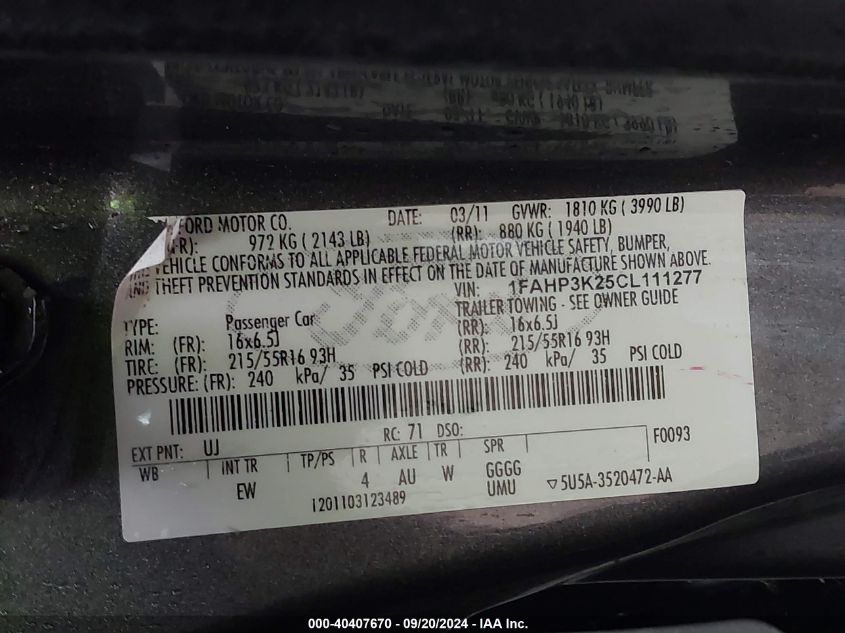 FORD MOTOR CO. DATE: 03/11 GVWR: 1810 KG ( 3990 LB)
972 KG ( 2143 LB) (RR): 880 KG ( 1940 LB)
VEHICLE CONFORMS TO ALL APPLICABLE FEDERAL MOTOR VEHICLE SAFETY, BUMPER,
THEFT PREVENTION STANDARDS IN EFFECT ON THE DATE OF MANUFACTURE SHOWN ABOVE.
VIN: 1FAHP3K25CL111277
TRAILER TOWING - SEE OWNER GUIDE
TYPE: Passenger Car
RIM: (FR): 16x6.5J (RR): 16x6.5J
TIRE: (FR): 215/55R16 93H (RR): 215/55R16 93H
PRESSURE: (FR): 240 kPa/ 35 PSI COLD (RR): 240 kPa/ 35 PSI COLD
EXT PNT: UJ RC: 71 DSO: F0093
WB INT TR TP/PS R AXLE TR SPR
EW 4 AU W GGGG
UMU ▽5U5A-3520472-AA
1201103123489
000-40407670 - 09/20/2024 - IAA Inc.